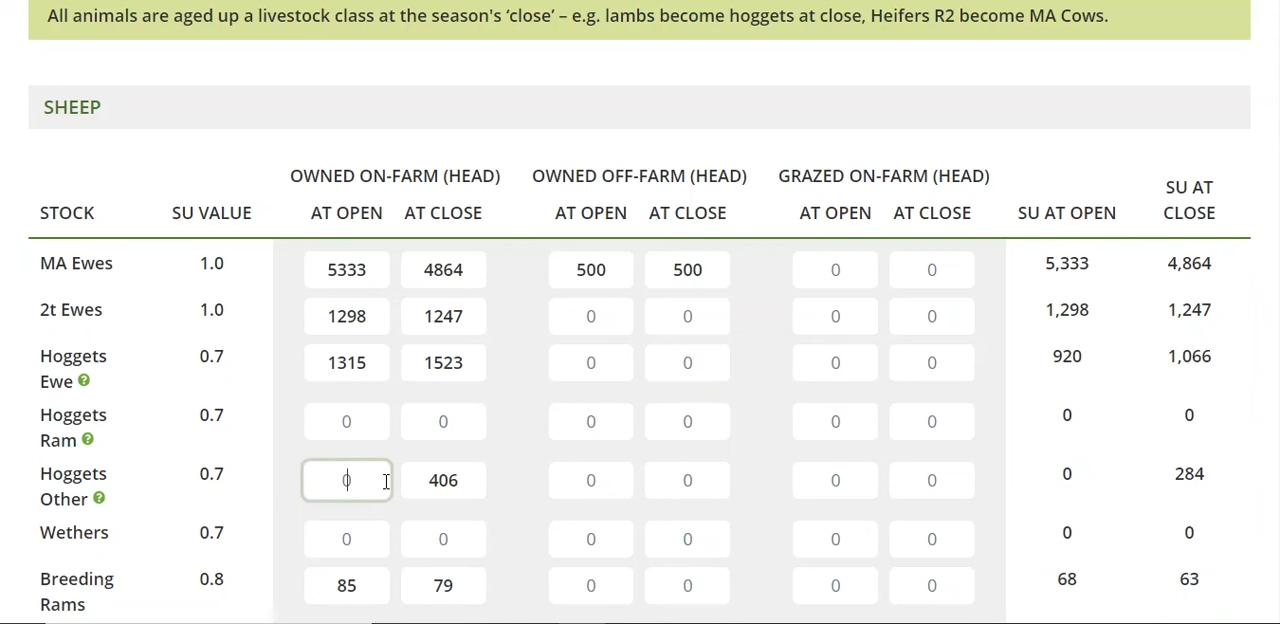 All animals are aged up a livestock class at the season's ‘close’ – e.g. lambs become hoggets at close, Heifers R2 become MA Cows.
SHEEP
OWNED ON-FARM (HEAD) OWNED OFF-FARM (HEAD) GRAZED ON-FARM (HEAD)
STOCK SU VALUE AT OPEN AT CLOSE AT OPEN AT CLOSE AT OPEN AT CLOSE SU AT OPEN SU AT CLOSE
MA Ewes 1.0 5333 4864 500 500 0 0 5,333 4,864
2t Ewes 1.0 1298 1247 0 0 0 0 1,298 1,247
Hoggets Ewe ? 0.7 1315 1523 0 0 0 0 920 1,066
Hoggets Ram ? 0.7 0 0 0 0 0 0 0 0
Hoggets Other ? 0.7 0 406 0 0 0 0 0 284
Wethers 0.7 0 0 0 0 0 0 0 0
Breeding Rams 0.8 85 79 0 0 0 0 68 63